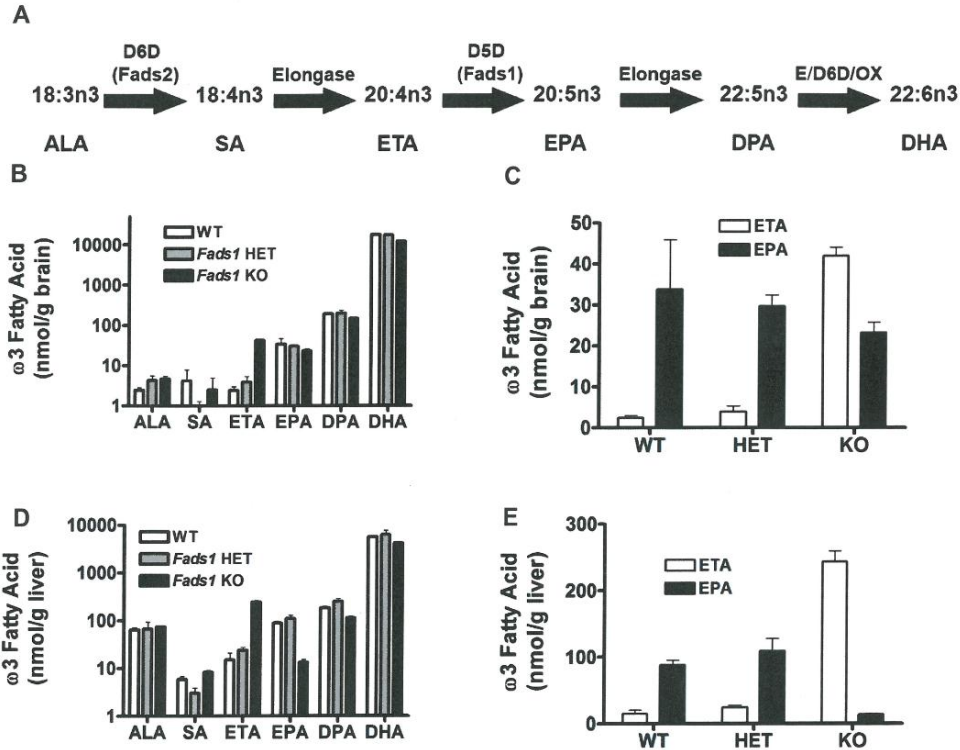 A
D6D
(Fads2)
Elongase
D5D
(Fads1)
Elongase
E/D6D/OX
18:3n3
18:4n3
20:4n3
20:5n3
22:5n3
22:6n3
ALA
SA
ETA
EPA
DPA
DHA
B
ω3 Fatty Acid
(nmol/g brain)
10000
1000
100
10
1
WT
Fads1 HET
Fads1 KO
ALA
SA
ETA
EPA
DPA
DHA
C
ω3 Fatty Acid
(nmol/g brain)
50
40
30
20
10
0
ETA
EPA
WT
HET
KO
D
ω3 Fatty Acid
(nmol/g liver)
10000
1000
100
10
1
WT
Fads1 HET
Fads1 KO
ALA
SA
ETA
EPA
DPA
DHA
E
ω3 Fatty Acid
(nmol/g liver)
300
200
100
0
ETA
EPA
WT
HET
KO